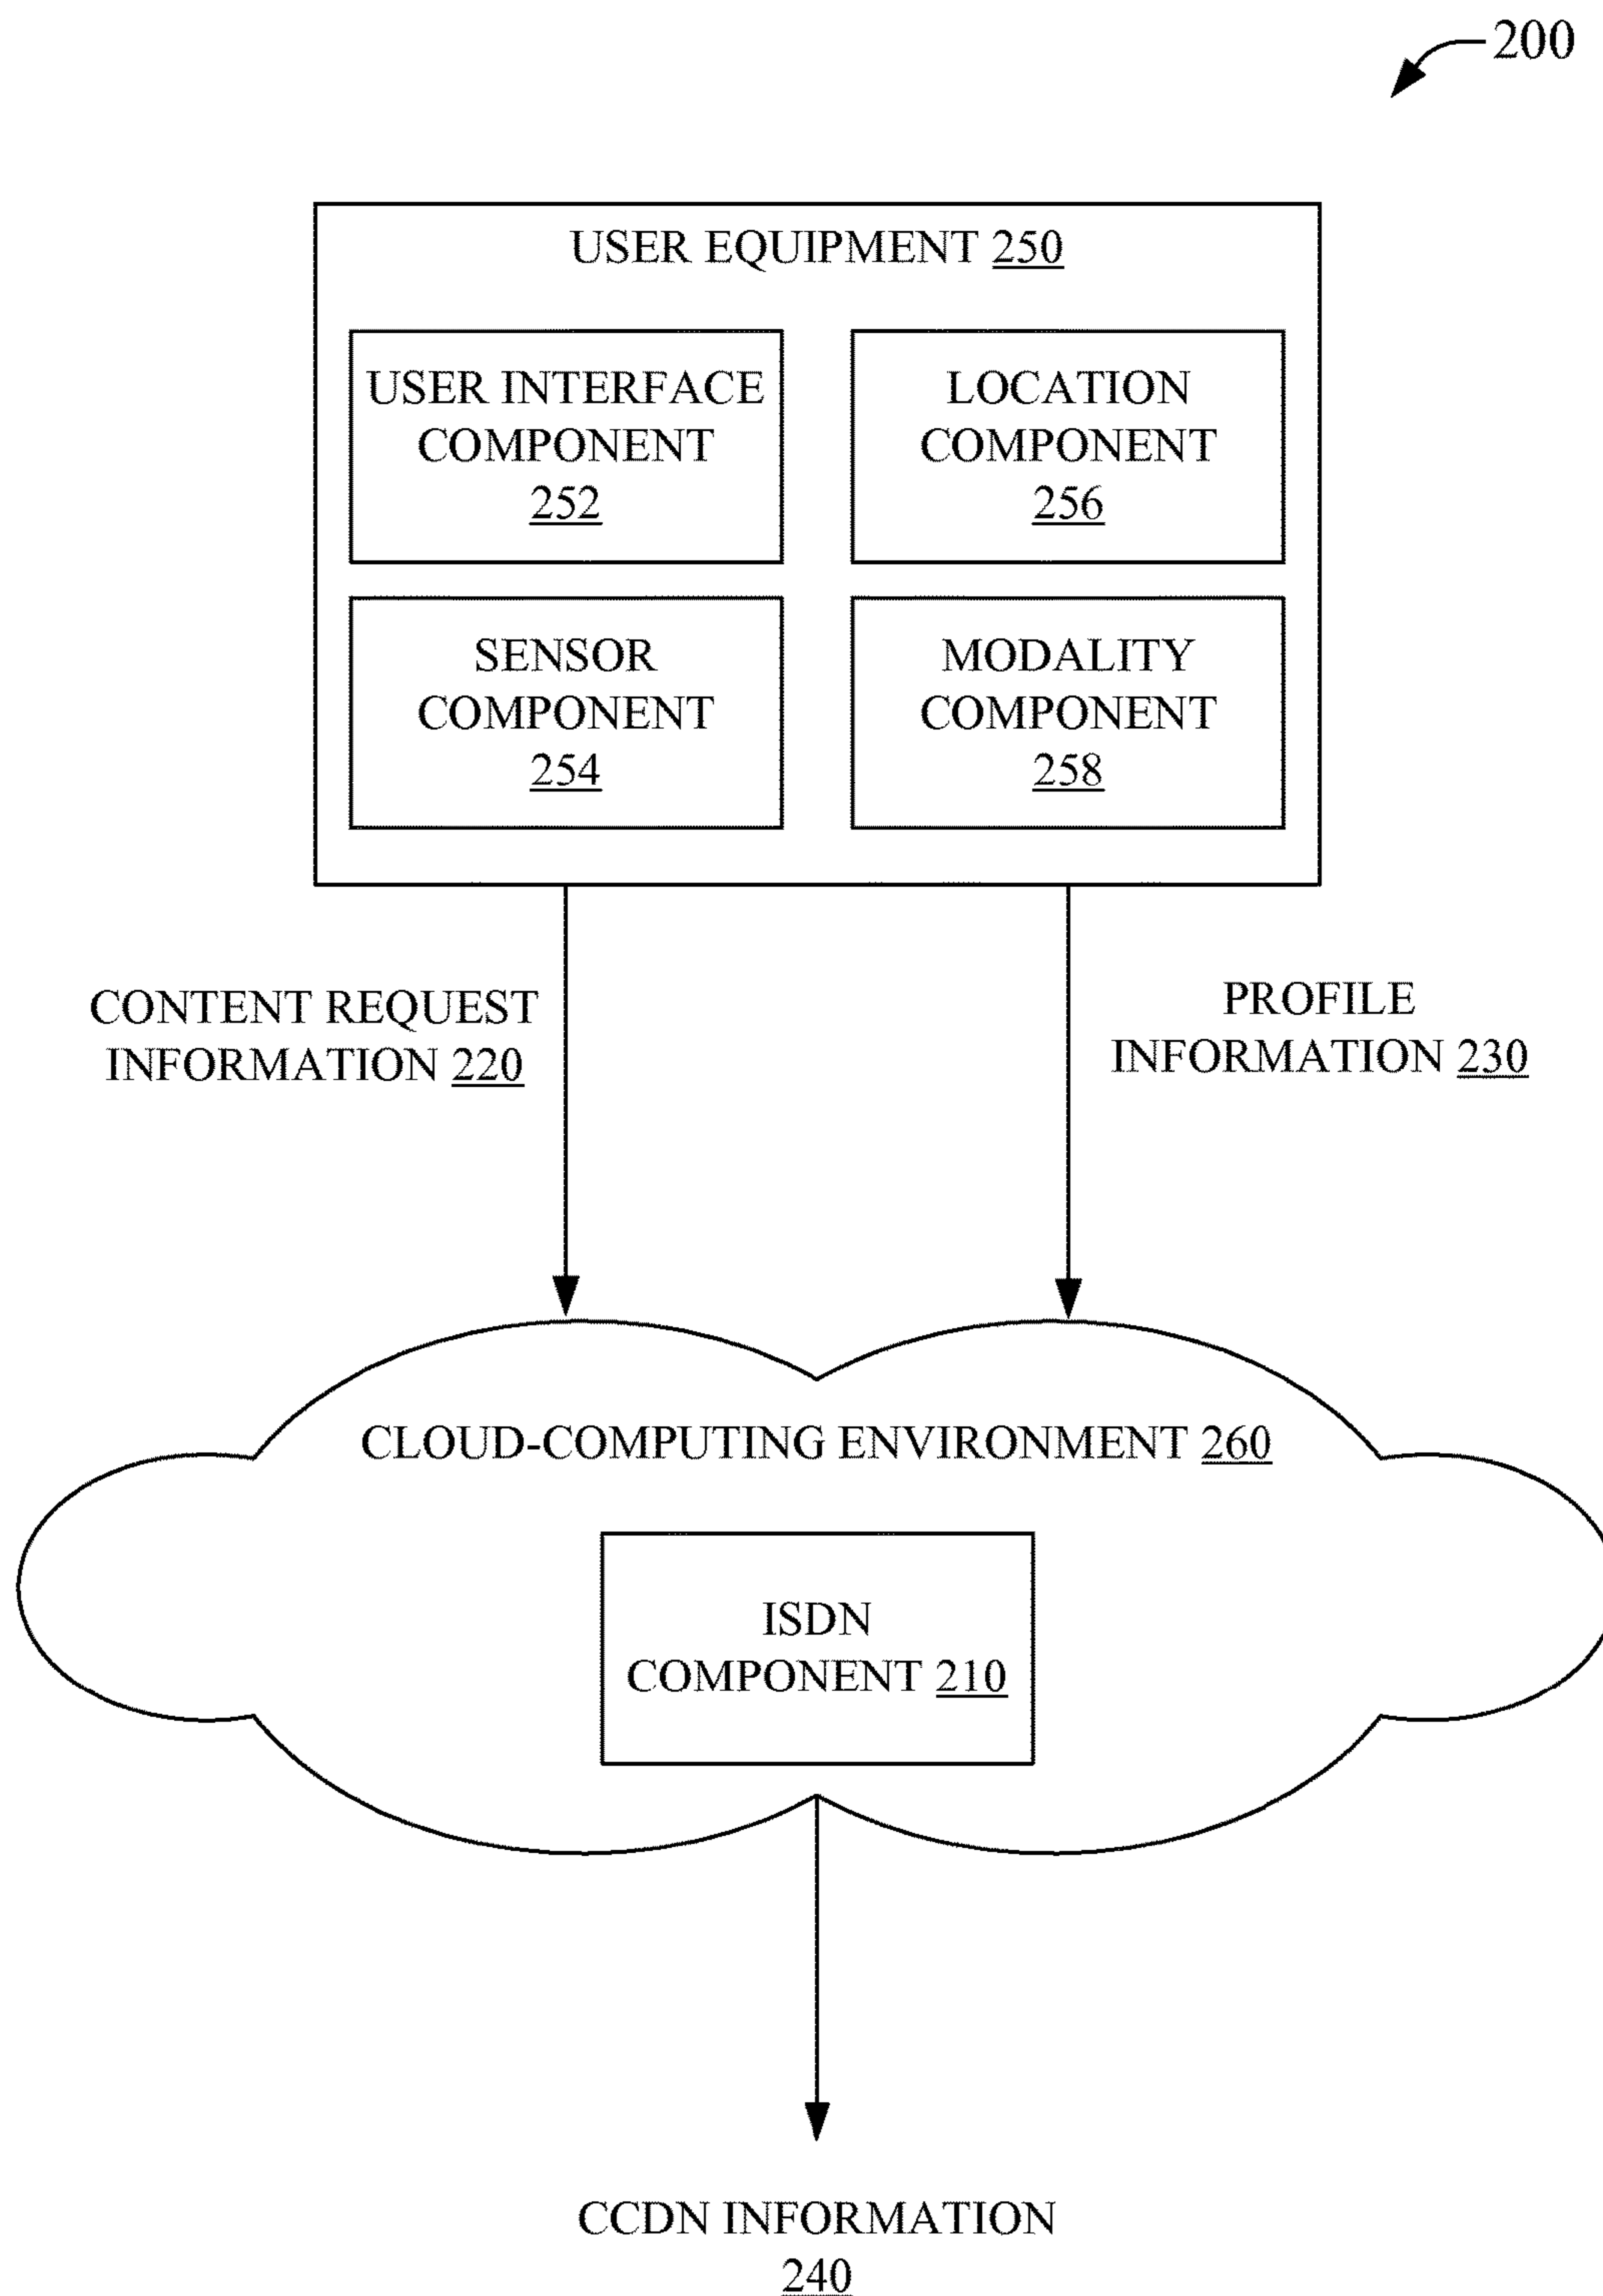 200
USER EQUIPMENT 250
USER INTERFACE
COMPONENT
252
LOCATION
COMPONENT
256
SENSOR
COMPONENT
254
MODALITY
COMPONENT
258
CONTENT REQUEST
INFORMATION 220
PROFILE
INFORMATION 230
CLOUD-COMPUTING ENVIRONMENT 260
ISDN
COMPONENT 210
CCDN INFORMATION
240